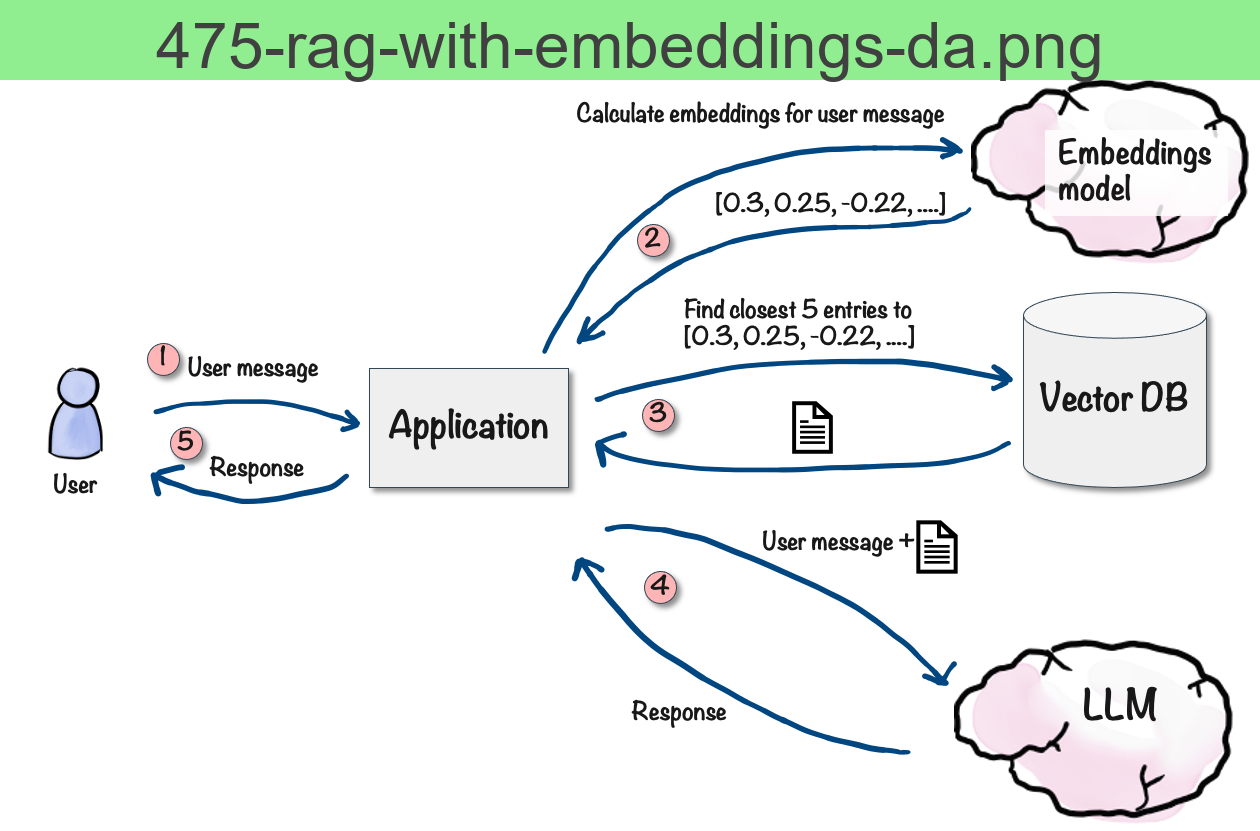 475-rag-with-embeddings-da.png
Calculate embeddings for user message
Embeddings
model
[0.3, 0.25, -0.22, ....]
2
Find closest 5 entries to
[0.3, 0.25, -0.22, ....]
1
User message
Application
3
Vector DB
5
Response
User
User message +
4
Response
LLM